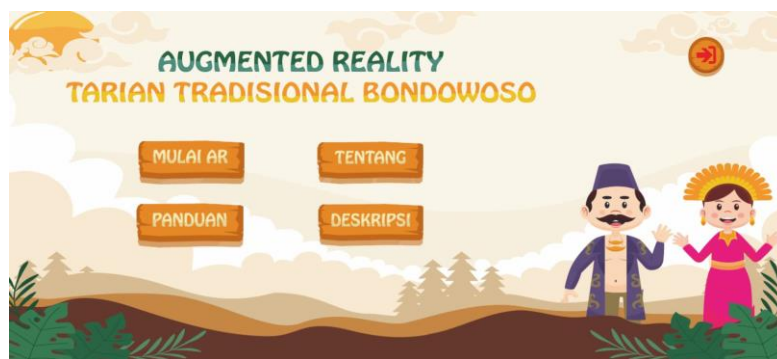 AUGMENTED REALITY
TARIAN TRADISIONAL BONDOWOSO
MULAI AR
TENTANG
PANDUAN
DESKRIPSI